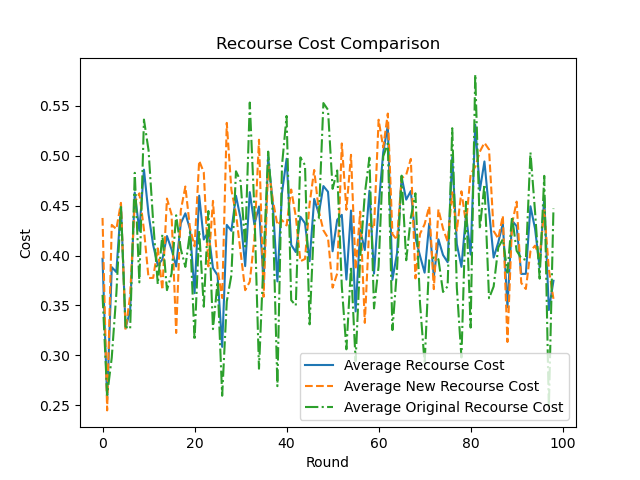 Recourse Cost Comparison
Cost
0.55
0.50
0.45
0.40
0.35
0.30
0.25
Average Recourse Cost
Average New Recourse Cost
Average Original Recourse Cost
0 20 40 60 80 100
Round